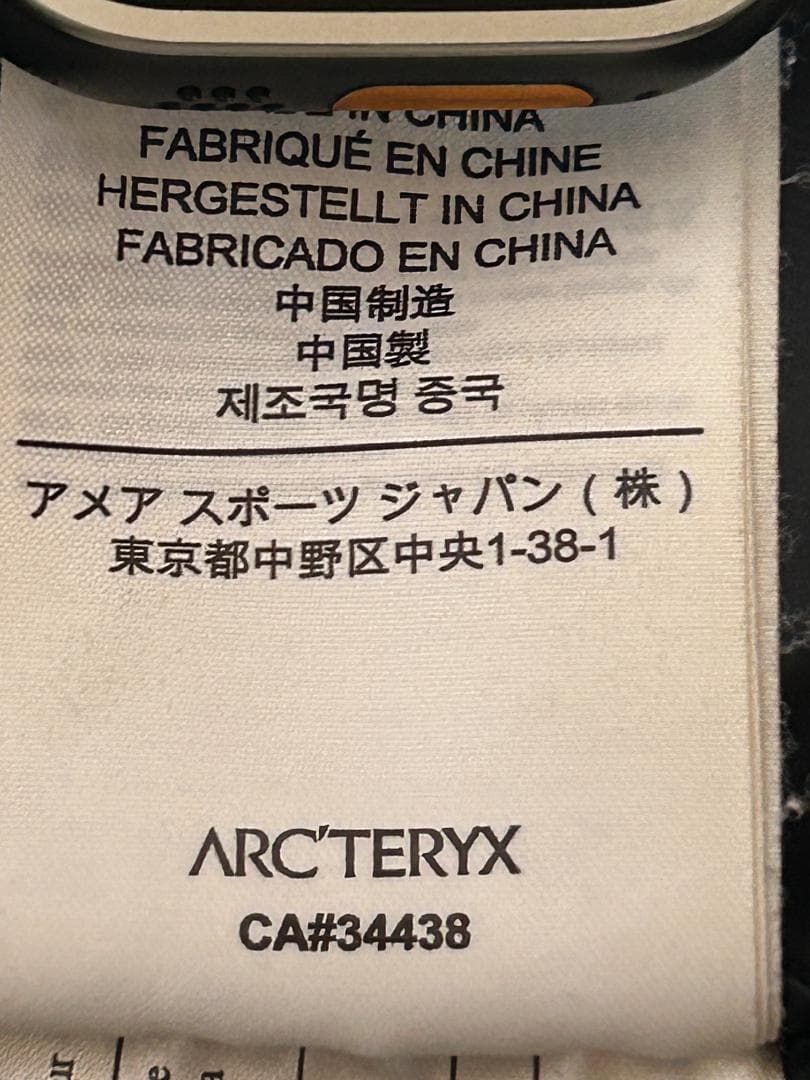 IN CHINA
FABRIQUÉ EN CHINE
HERGESTELLT IN CHINA
FABRICADO EN CHINA
中国制造
中国製
제조국명 중국
アメア スポーツ ジャパン ( 株 )
東京都中野区中央1-38-1
ARC'TERYX
CA#34438